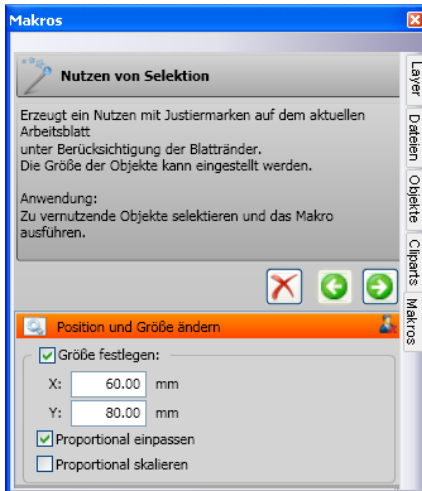 Makros
Nutzen von Selektion
Erzeugt ein Nutzen mit Justiermarken auf dem aktuellen
Arbeitsblatt
unter Berücksichtigung der Blattränder.
Die Größe der Objekte kann eingestellt werden.
Anwendung:
Zu vernutzende Objekte selektieren und das Makro
ausführen.
Position und Größe ändern
Größe festlegen:
X: 60.00 mm
Y: 80.00 mm
Proportional einpassen
Proportional skalieren
Layer
Dateien
Objekte
Cliparts
Makros